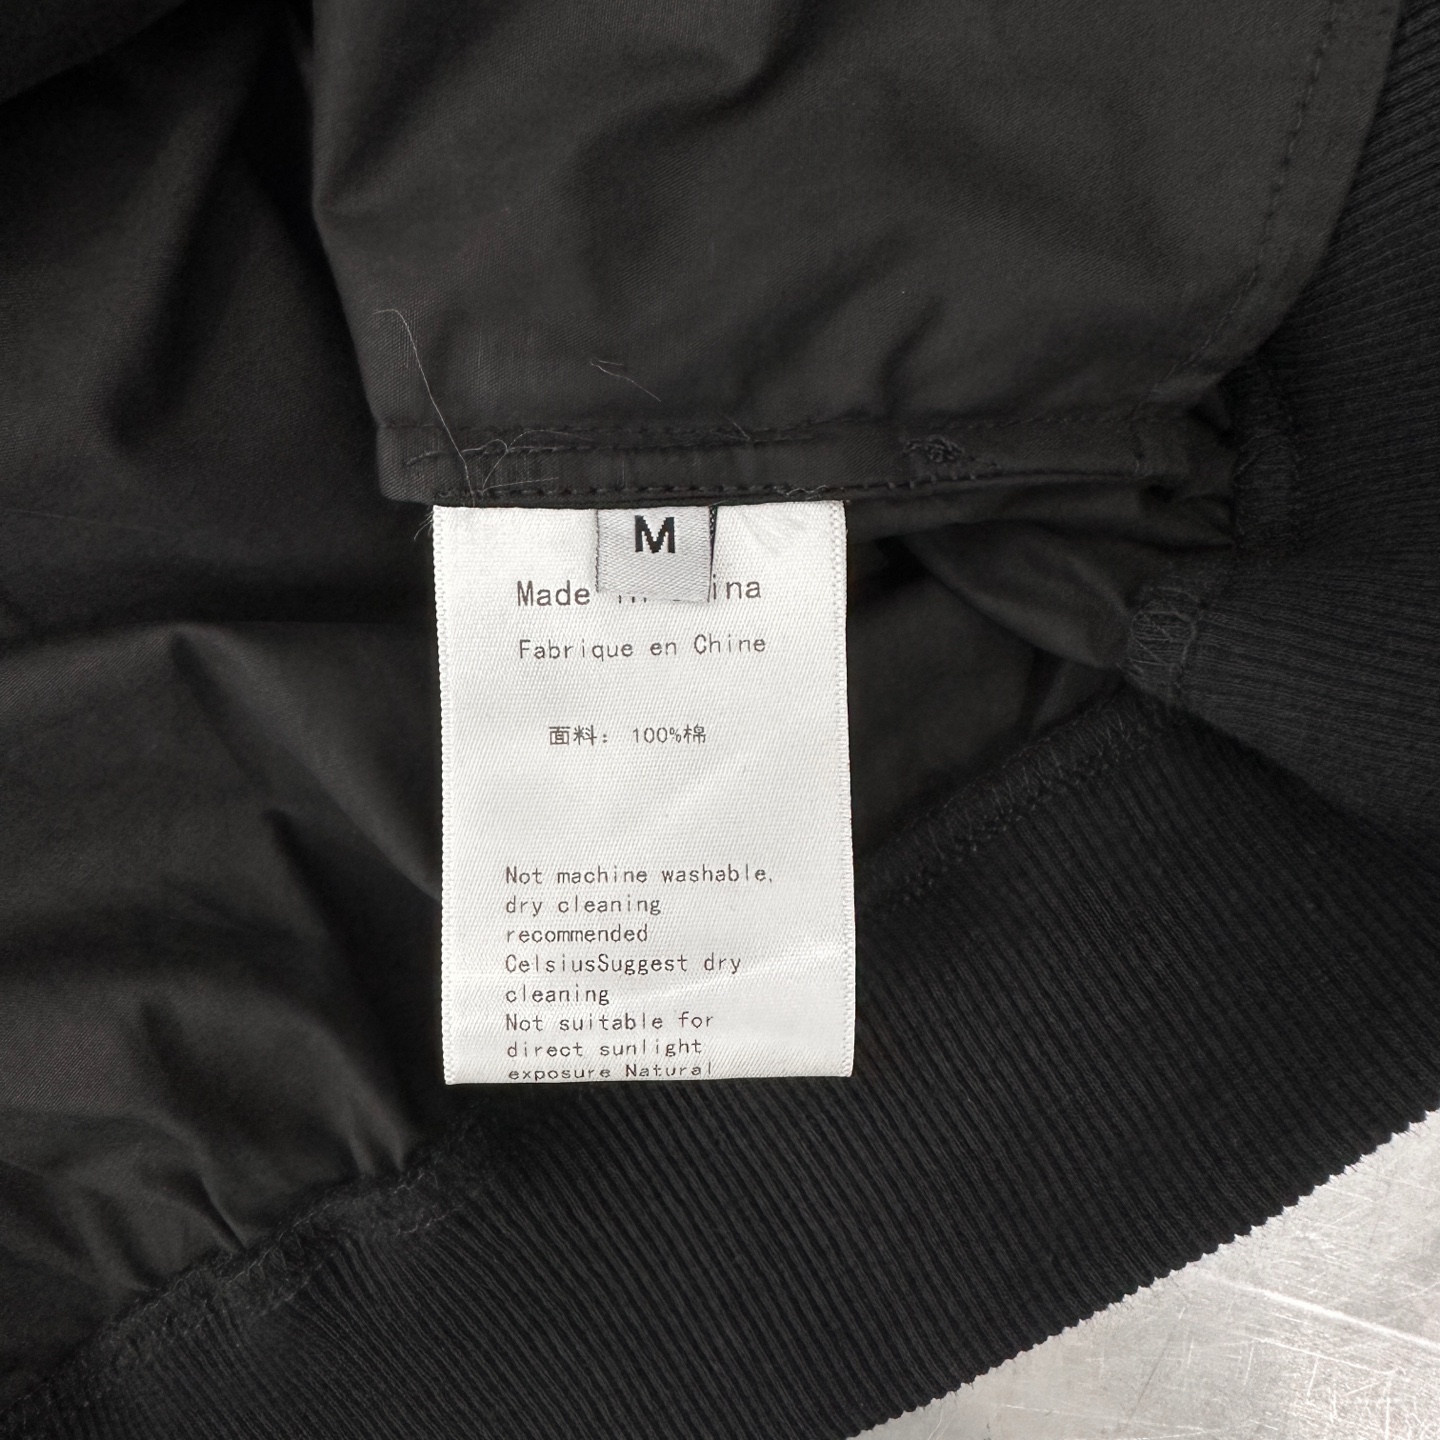 M
Made
Fabrique en Chine
面料: 100%棉
Not machine washable,
dry cleaning
recommended
CelsiusSuggest dry
cleaning
Not suitable for
direct sunlight
exposure Natural